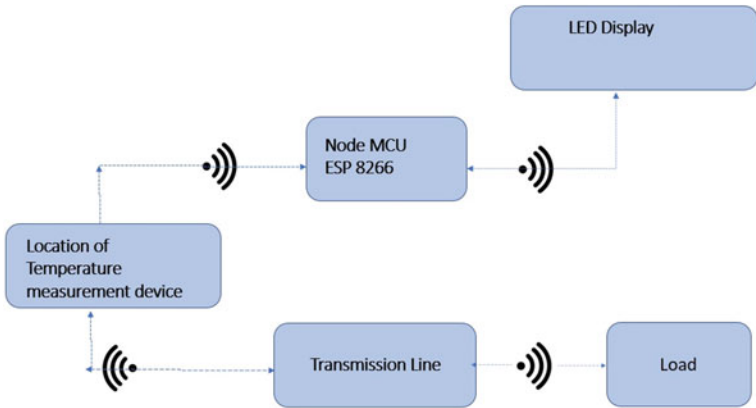 LED Display
Node MCU
ESP 8266
Location of
Temperature
measurement device
Transmission Line
Load